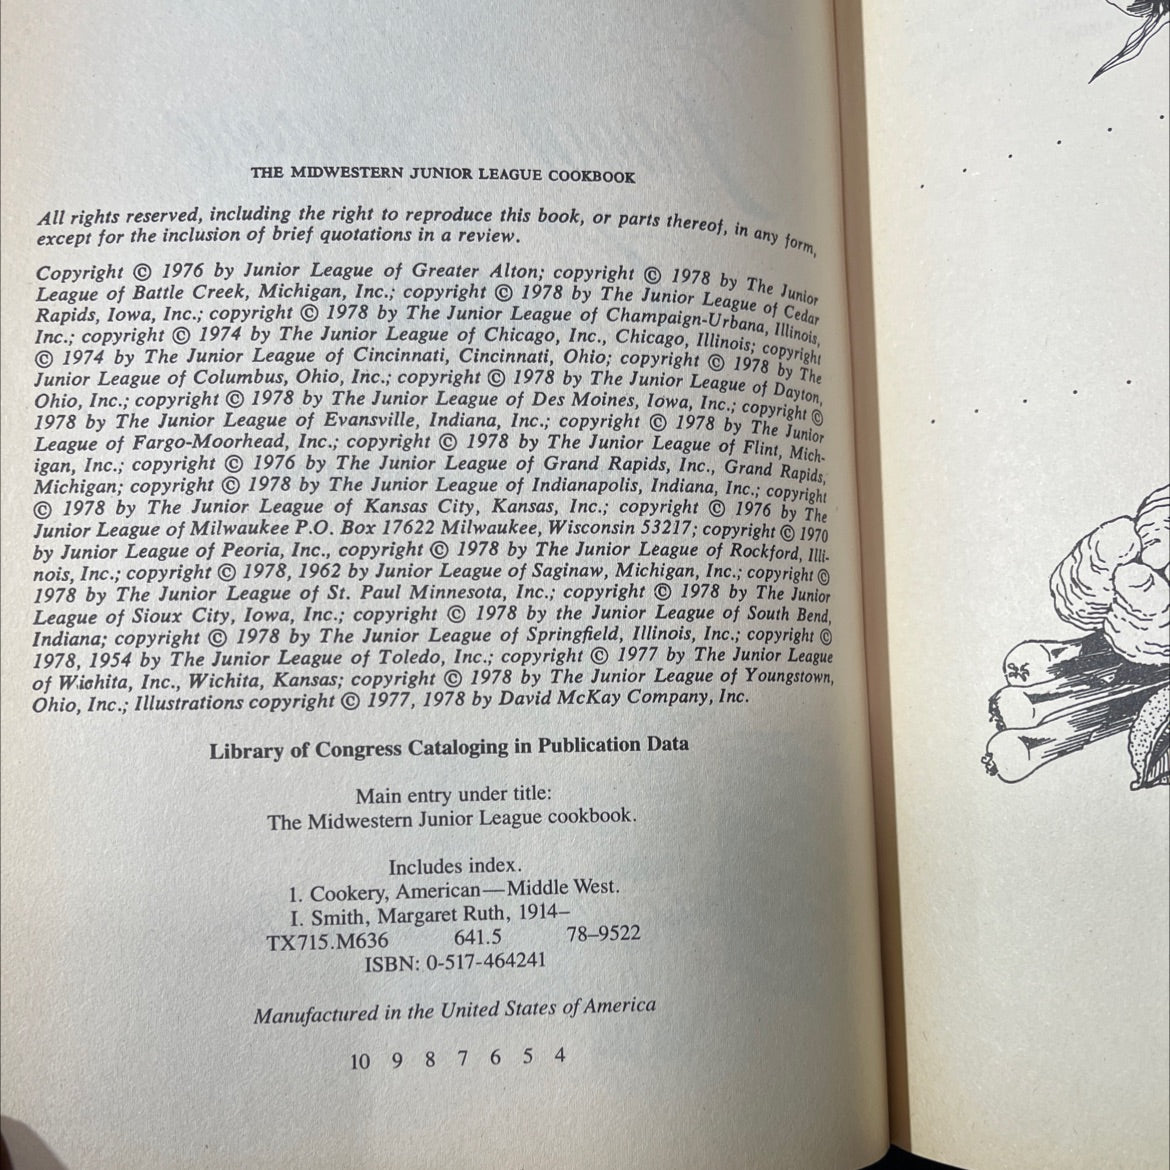 THE MIDWESTERN JUNIOR LEAGUE COOKBOOK
All rights reserved, including the right to reproduce this book, or parts thereof, in any form,
except for the inclusion of brief quotations in a review.
Copyright © 1976 by Junior League of Greater Alton; copyright © 1978 by The Junior
League of Battle Creek, Michigan, Inc.; copyright © 1978 by The Junior League of Cedar
Rapids, Iowa, Inc.; copyright © 1978 by The Junior League of Champaign-Urbana, Illinois,
Inc.; copyright © 1974 by The Junior League of Chicago, Inc., Chicago, Illinois; copyright
© 1974 by The Junior League of Cincinnati, Cincinnati, Ohio; copyright © 1978 by The
Junior League of Columbus, Ohio, Inc.; copyright © 1978 by The Junior League of Dayton,
Ohio, Inc.; copyright © 1978 by The Junior League of Des Moines, Iowa, Inc.; copyright ©
1978 by The Junior League of Evansville, Indiana, Inc.; copyright © 1978 by The Junior
League of Fargo-Moorhead, Inc.; copyright © 1978 by The Junior League of Flint, Mich-
igan, Inc.; copyright © 1976 by The Junior League of Grand Rapids, Inc., Grand Rapids,
Michigan; copyright © 1978 by The Junior League of Indianapolis, Indiana, Inc.; copyright
© 1978 by The Junior League of Kansas City, Kansas, Inc.; copyright © 1976 by The
Junior League of Milwaukee P.O. Box 17622 Milwaukee, Wisconsin 53217; copyright © 1970
by Junior League of Peoria, Inc., copyright © 1978 by The Junior League of Rockford, Illi-
nois, Inc.; copyright © 1978, 1962 by Junior League of Saginaw, Michigan, Inc.; copyright ©
1978 by The Junior League of St. Paul Minnesota, Inc.; copyright © 1978 by The Junior
League of Sioux City, Iowa, Inc.; copyright © 1978 by the Junior League of South Bend,
Indiana; copyright © 1978 by The Junior League of Springfield, Illinois, Inc.; copyright ©
1978, 1954 by The Junior League of Toledo, Inc.; copyright © 1977 by The Junior League
of Wichita, Inc., Wichita, Kansas; copyright © 1978 by The Junior League of Youngstown,
Ohio, Inc.; Illustrations copyright © 1977, 1978 by David McKay Company, Inc.
Library of Congress Cataloging in Publication Data
Main entry under title:
The Midwestern Junior League cookbook.
Includes index.
1. Cookery, American—Middle West.
I. Smith, Margaret Ruth, 1914–
TX715.M636 641.5 78–9522
ISBN: 0-517-464241
Manufactured in the United States of America
10 9 8 7 6 5 4